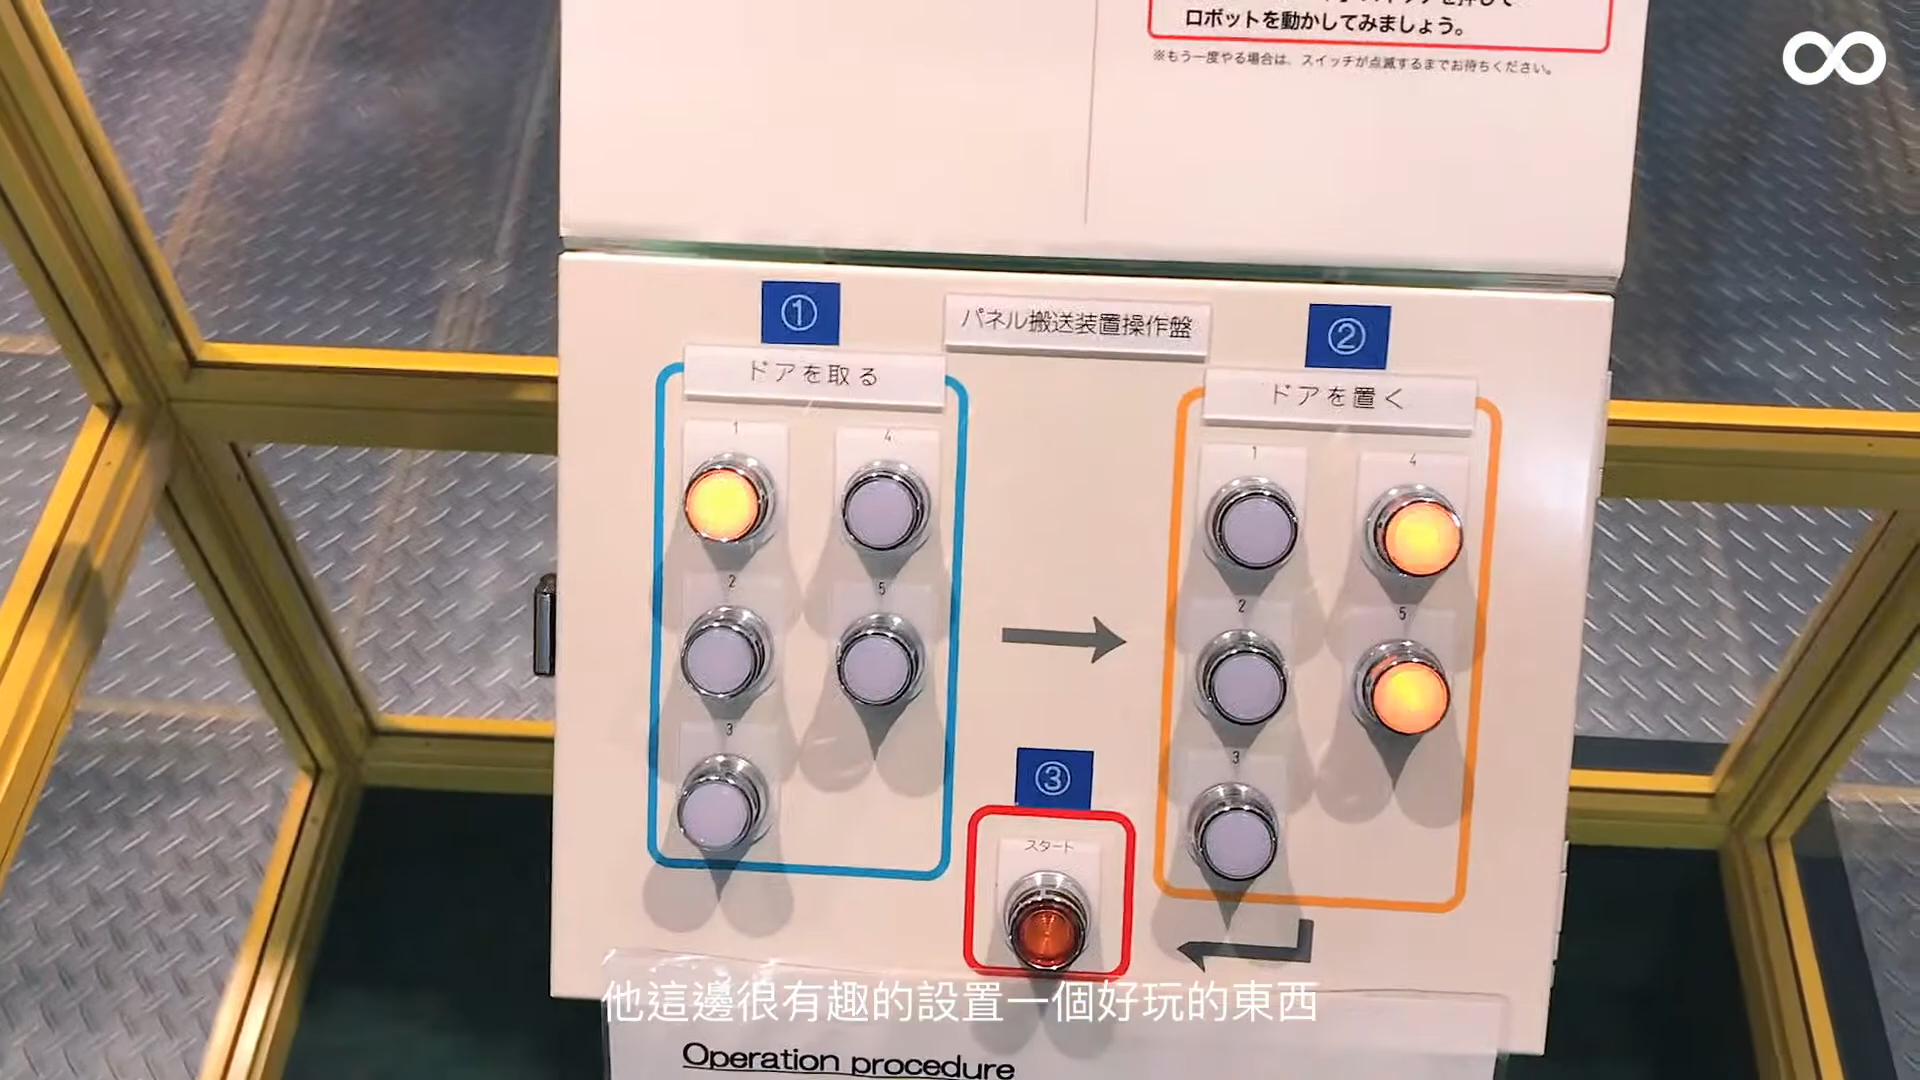 ロボットを動かしてみましょう。
※もう一度やる場合は、スイッチが点滅するまでお待ちください。
①
パネル搬送装置操作盤
②
ドアを取る
ドアを置く
1
4
1
4
2
5
2
5
3
3
③
スタート
他這邊很有趣的設置一個好玩的東西
Operation procedure